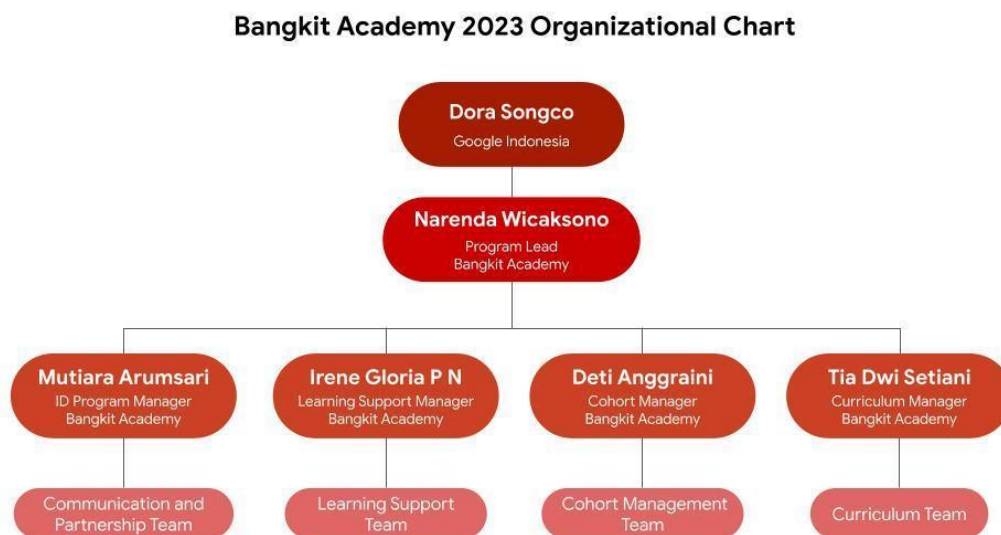 Bangkit Academy 2023 Organizational Chart
Dora Songco
Google Indonesia
Narenda Wicaksono
Program Lead
Bangkit Academy
Mutiara Arumsari
ID Program Manager
Bangkit Academy
Irene Gloria P N
Learning Support Manager
Bangkit Academy
Deti Anggraini
Cohort Manager
Bangkit Academy
Tia Dwi Setiani
Curriculum Manager
Bangkit Academy
Communication and
Partnership Team
Learning Support
Team
Cohort Management
Team
Curriculum Team